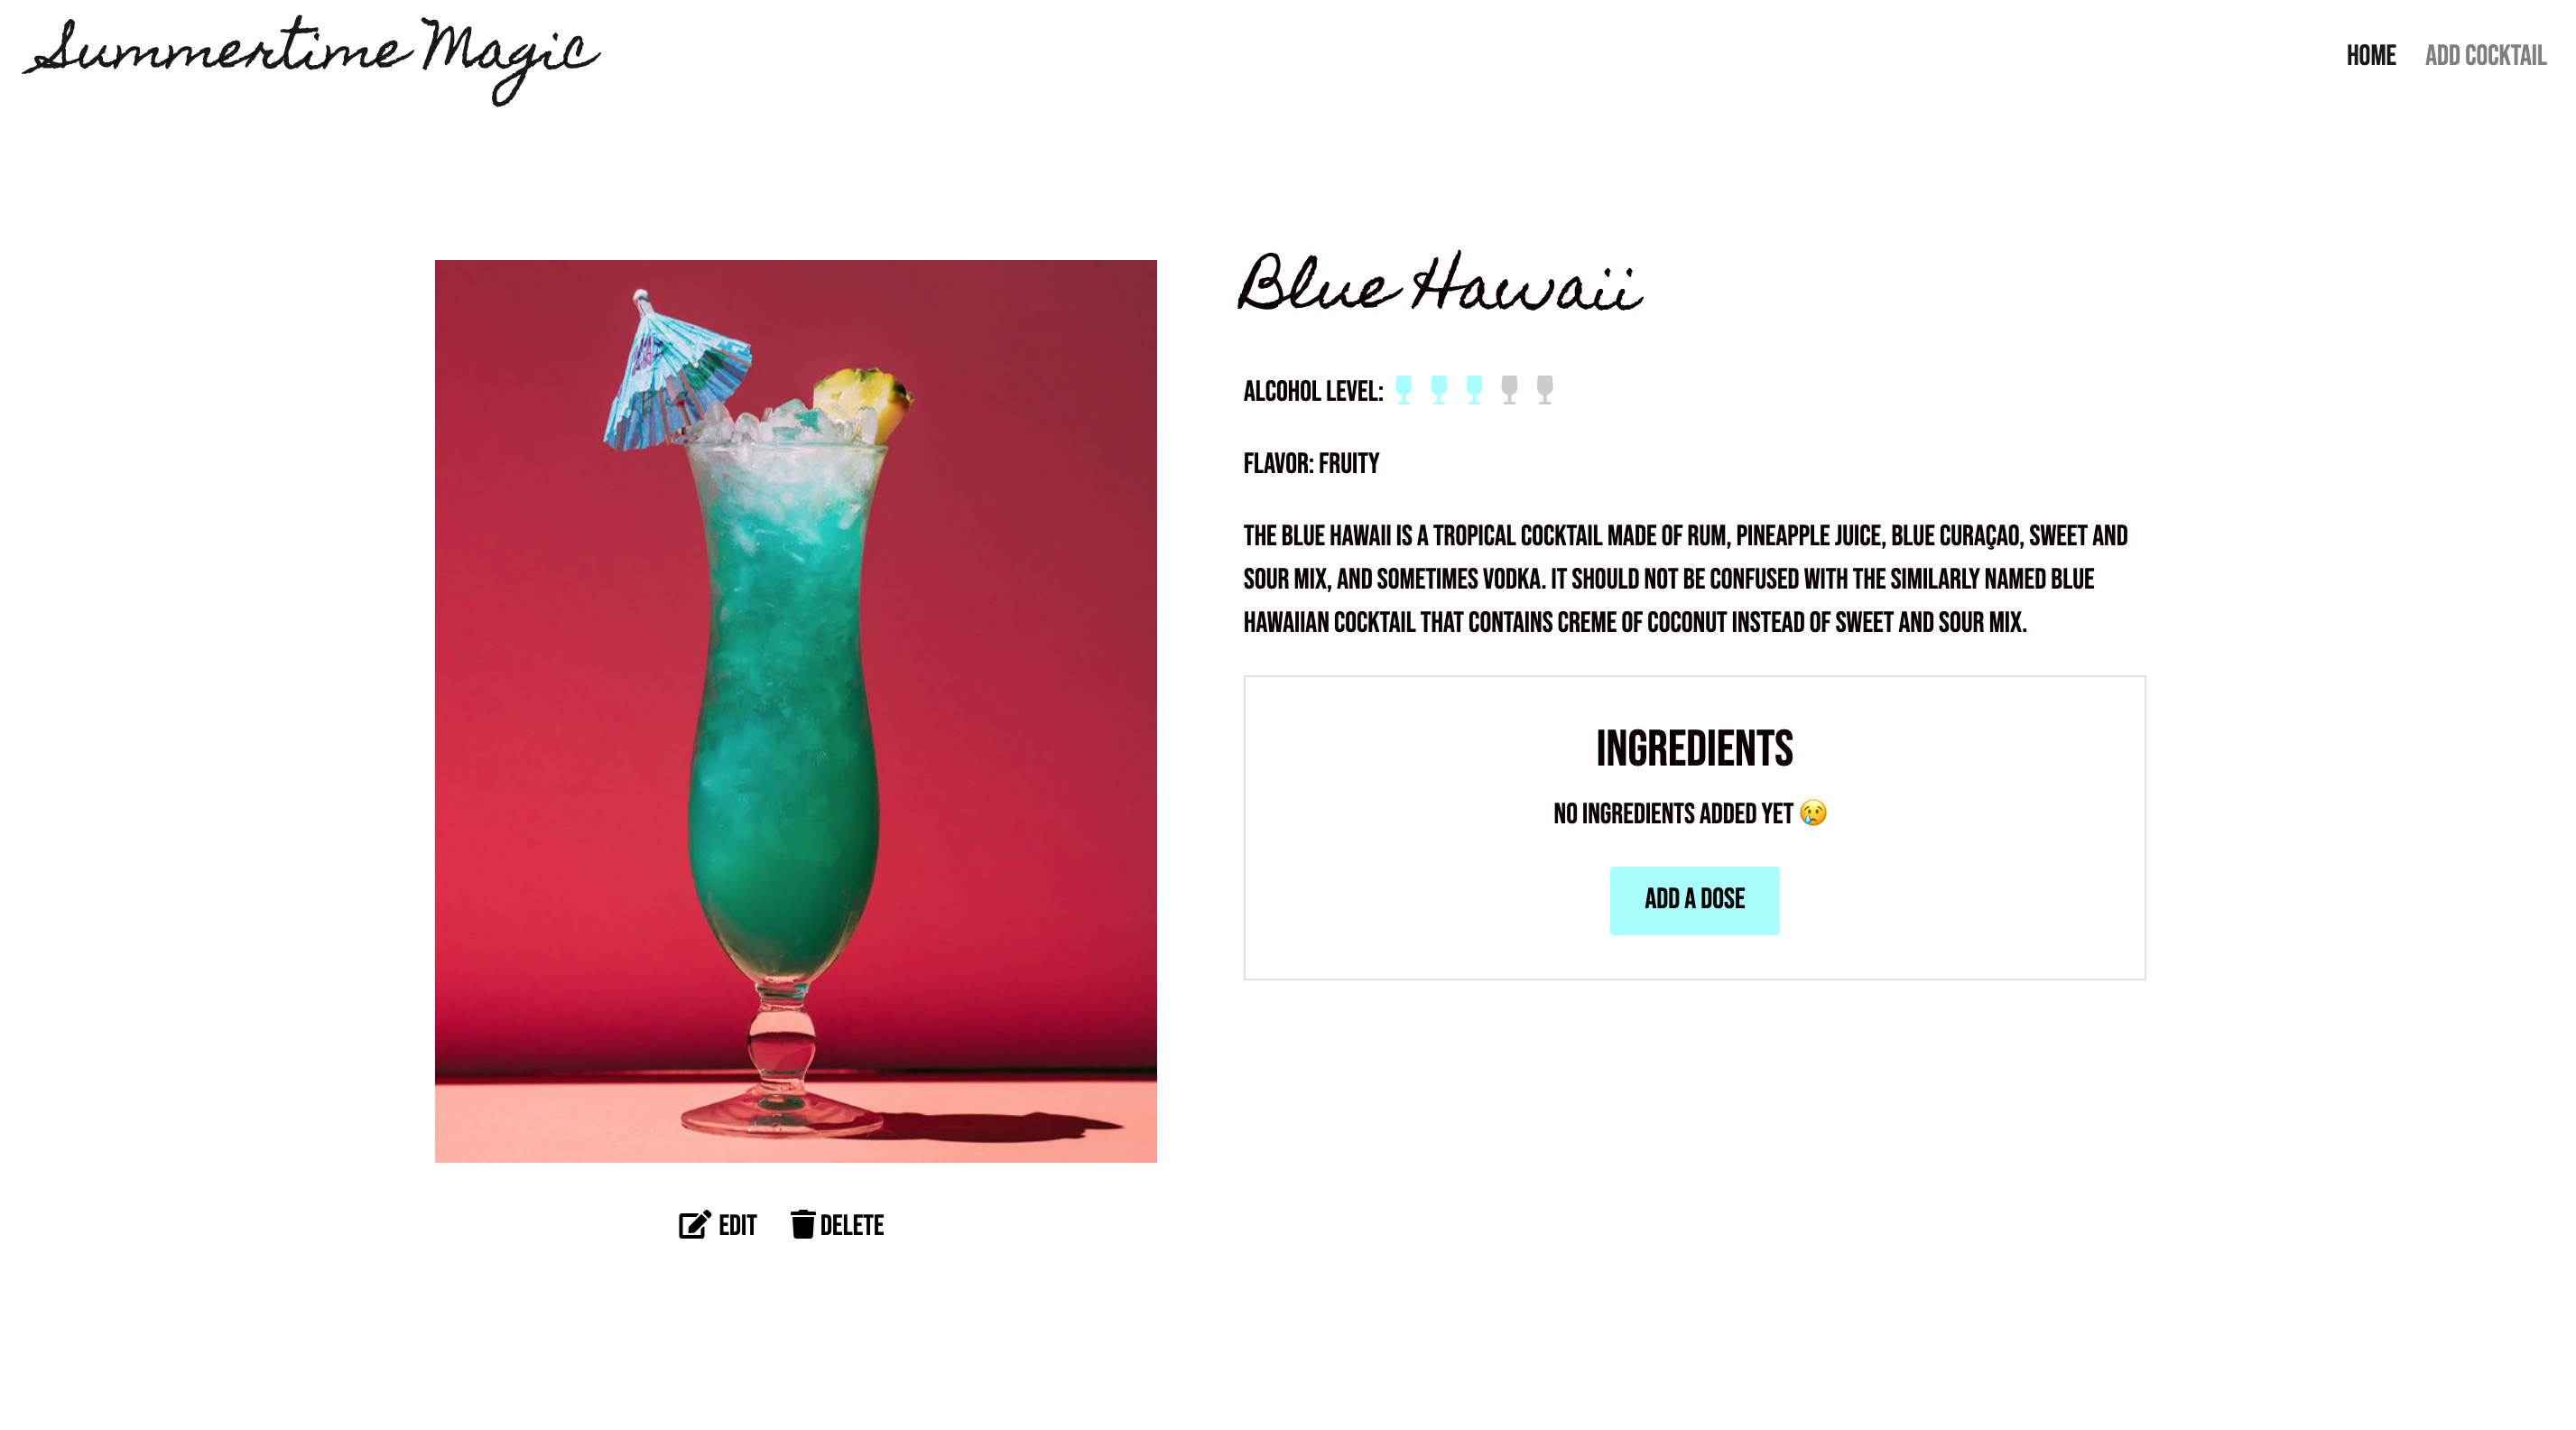 Summertime Magic
HOME ADD COCKTAIL
Blue Hawaii
ALCOHOL LEVEL:
FLAVOR: FRUITY
THE BLUE HAWAII IS A TROPICAL COCKTAIL MADE OF RUM, PINEAPPLE JUICE, BLUE CURAÇAO, SWEET AND
SOUR MIX, AND SOMETIMES VODKA. IT SHOULD NOT BE CONFUSED WITH THE SIMILARLY NAMED BLUE
HAWAIIAN COCKTAIL THAT CONTAINS CREME OF COCONUT INSTEAD OF SWEET AND SOUR MIX.
INGREDIENTS
NO INGREDIENTS ADDED YET 😢
ADD A DOSE
EDIT DELETE